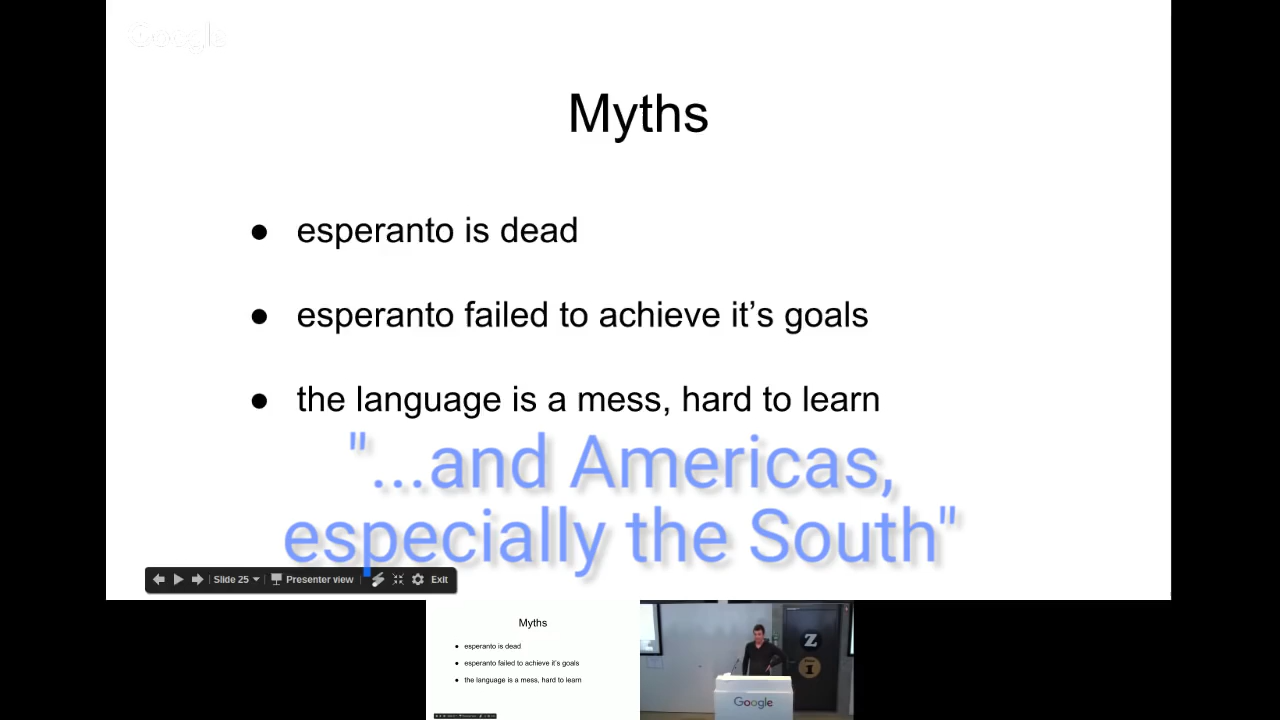 Google
Myths
● esperanto is dead
● esperanto failed to achieve it’s goals
● the language is a mess, hard to learn
"...and Americas,
especially the South"
Slide 25 Presenter view Exit
Myths
● esperanto is dead
● esperanto failed to achieve it’s goals
● the language is a mess, hard to learn
Z
1
Google